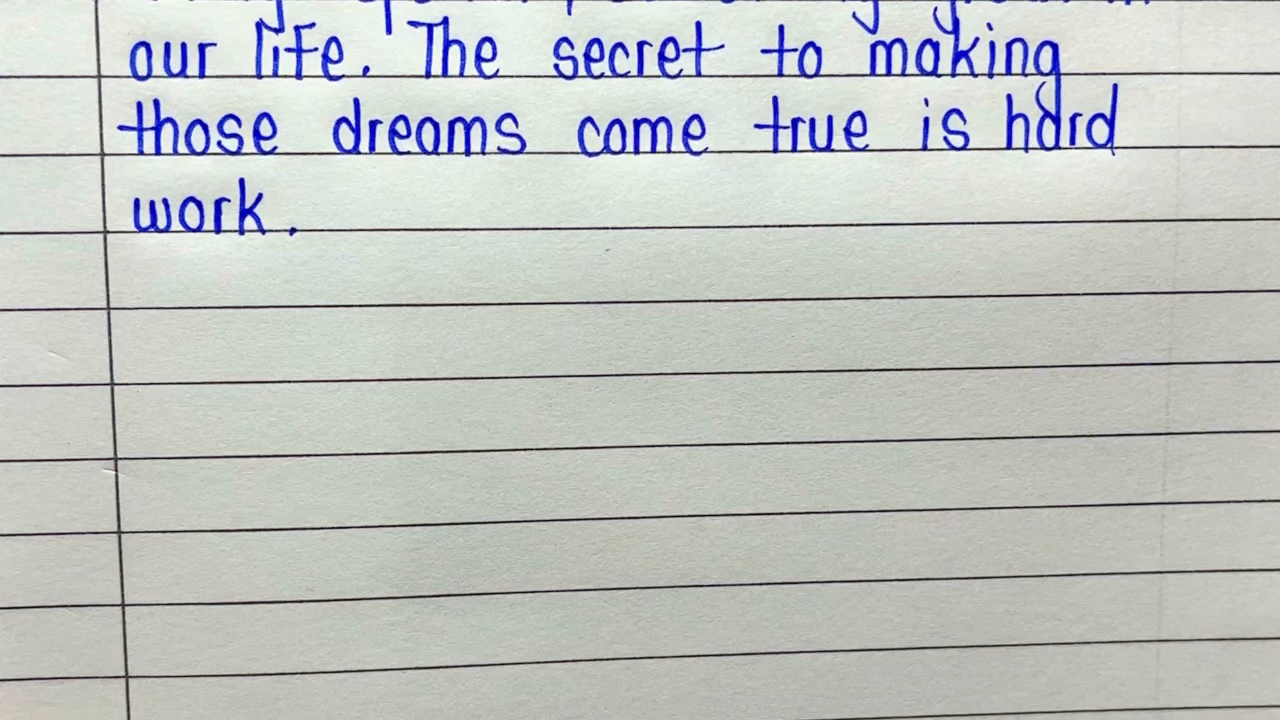 our life. The secret to making
those dreams come true is hard
work.